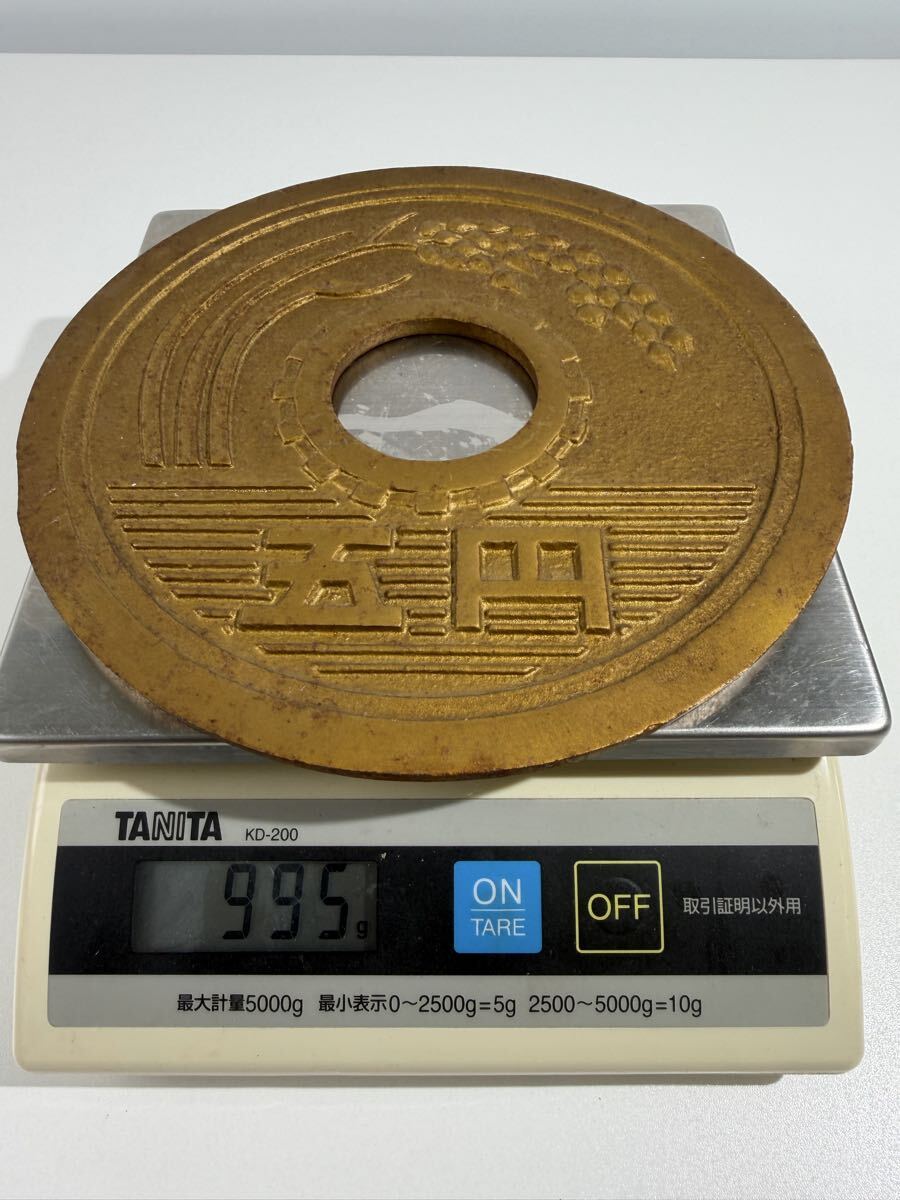 五円
TANITA KD-200
995g
ON
TARE
OFF
取引証明以外用
最大計量5000g 最小表示0～2500g=5g 2500～5000g=10g